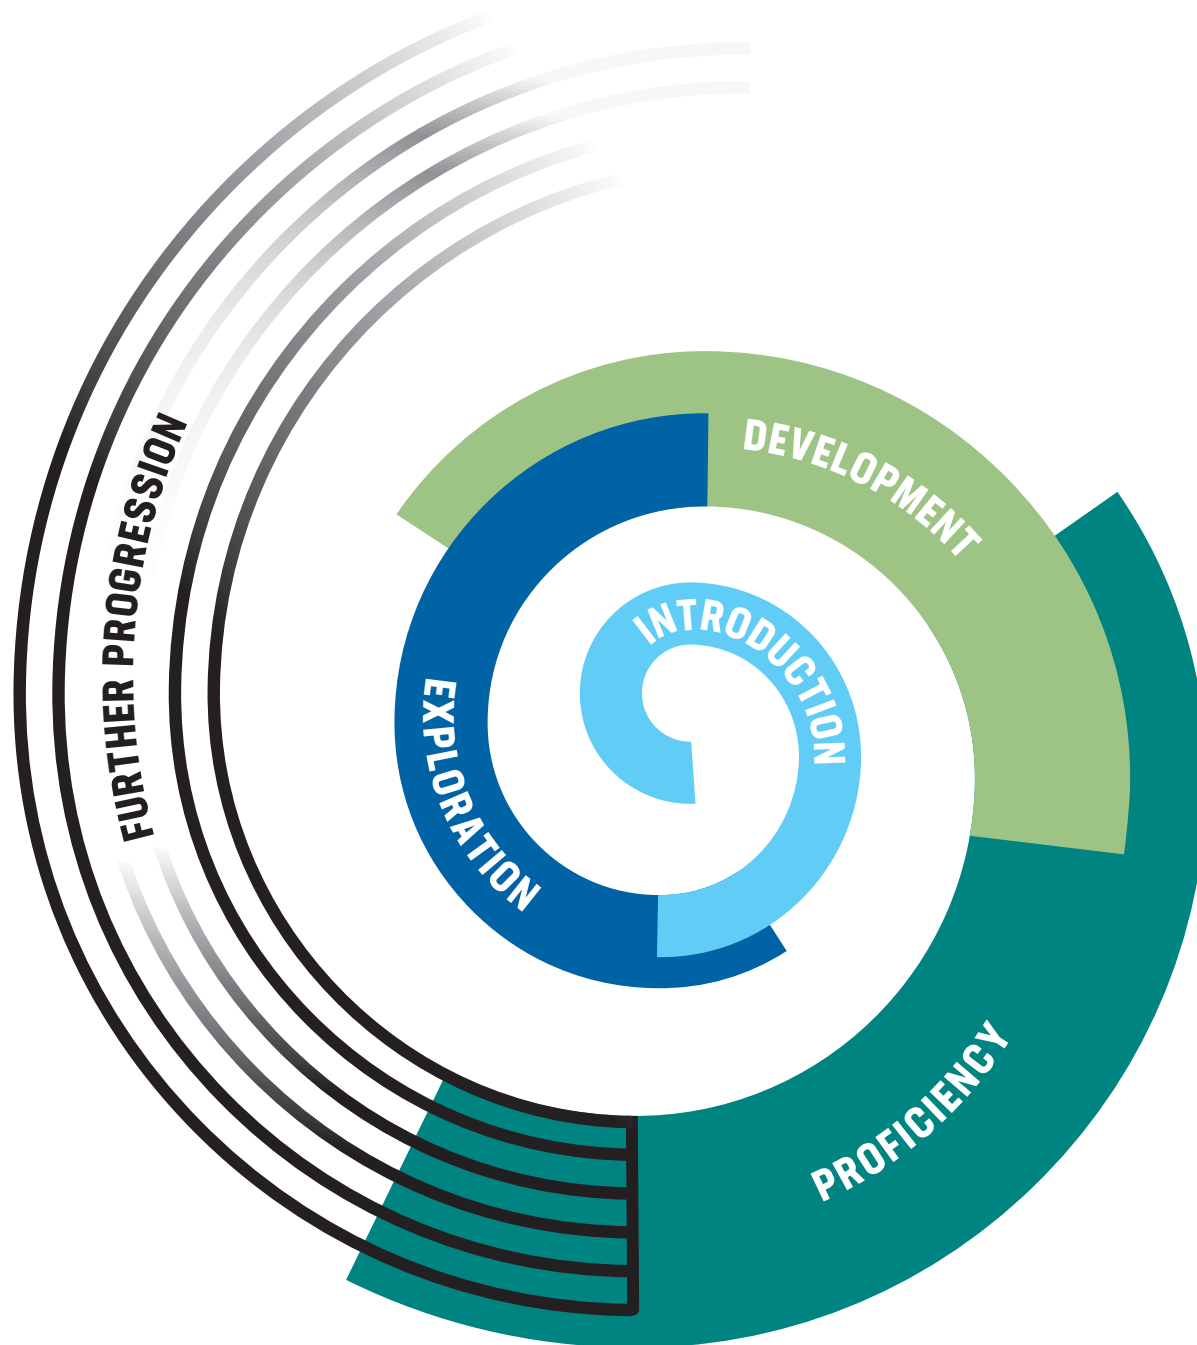 INTRODUCTION
EXPLORATION
DEVELOPMENT
PROFICIENCY
FURTHER PROGRESSION